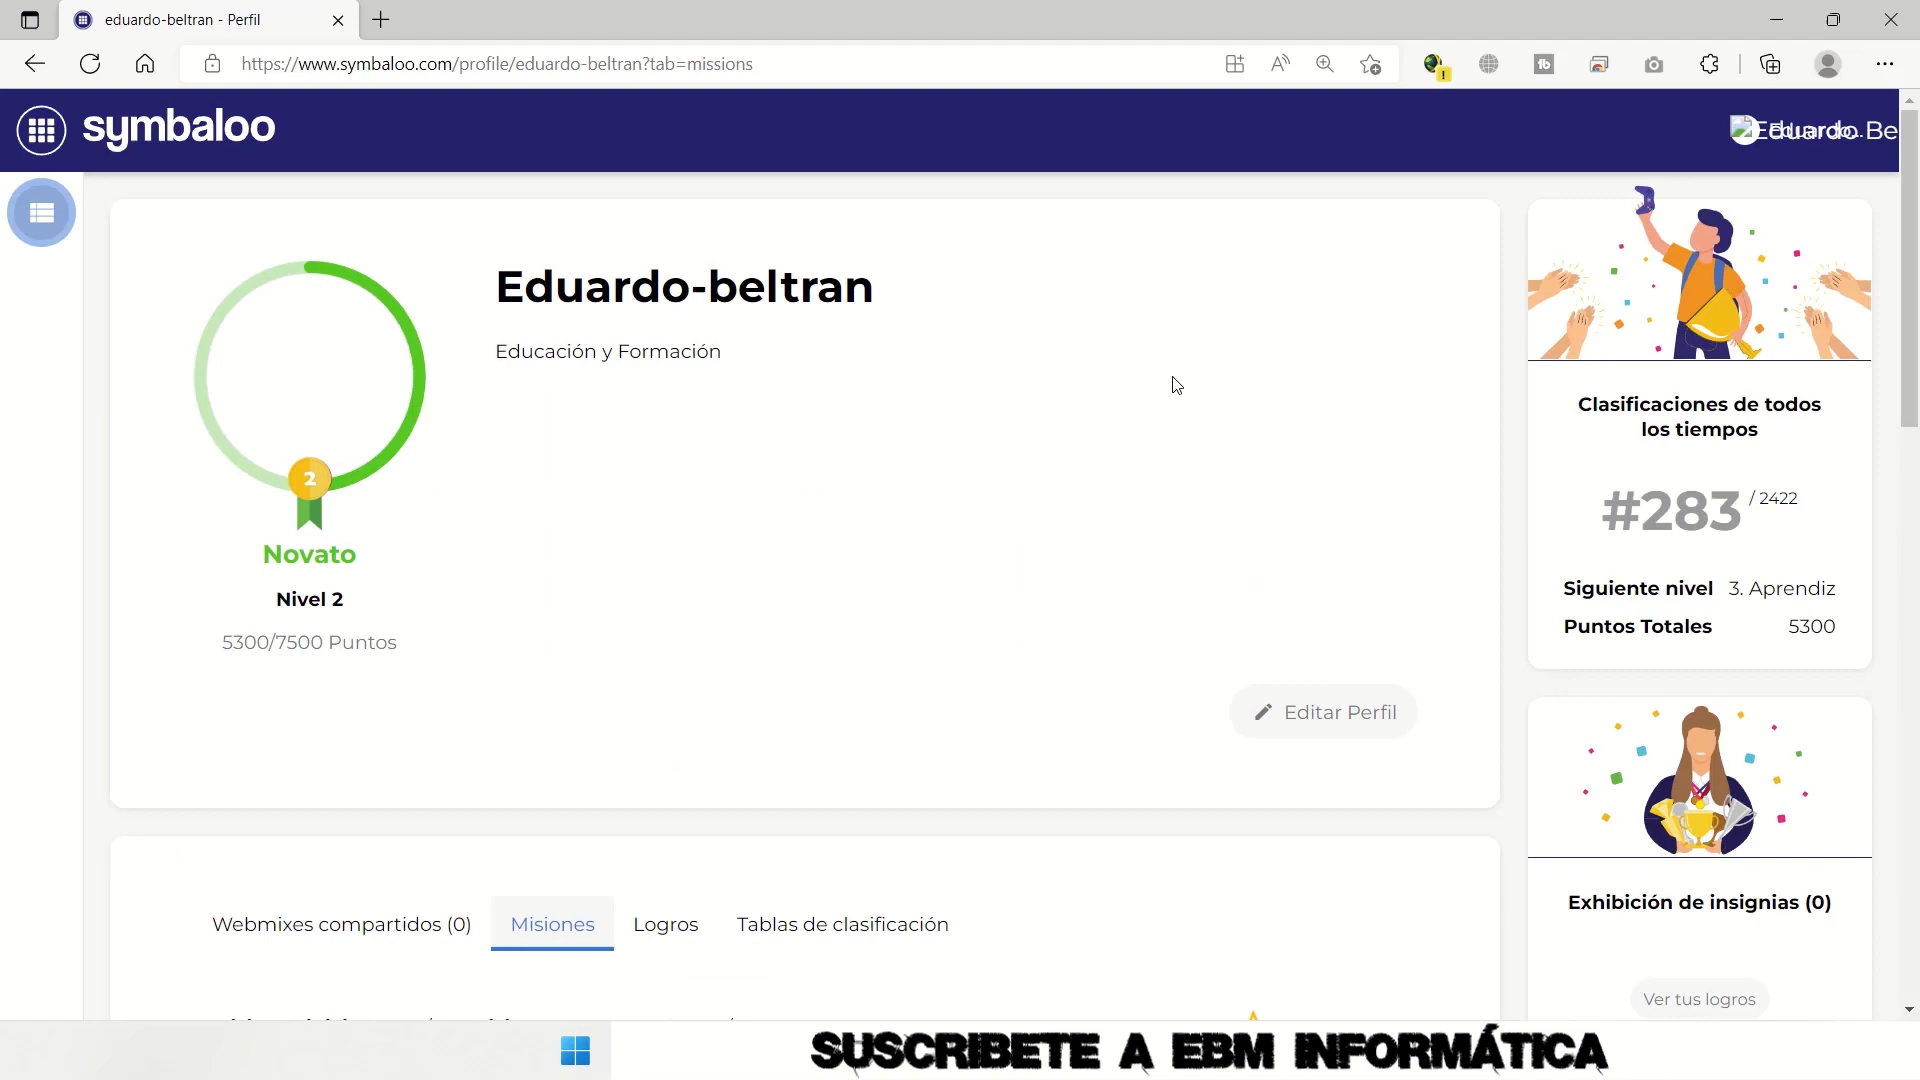 eduardo-beltran - Perfil
https://www.symbaloo.com/profile/eduardo-beltran?tab=missions
symbaloo
Eduardo Be
Eduardo-beltran
Educación y Formación
2
Novato
Nivel 2
5300/7500 Puntos
Editar Perfil
Clasificaciones de todos
los tiempos
#283 / 2422
Siguiente nivel 3. Aprendiz
Puntos Totales 5300
Exhibición de insignias (0)
Ver tus logros
Webmixes compartidos (0) Misiones Logros Tablas de clasificación
SUSCRIBETE A EBM INFORMÁTICA